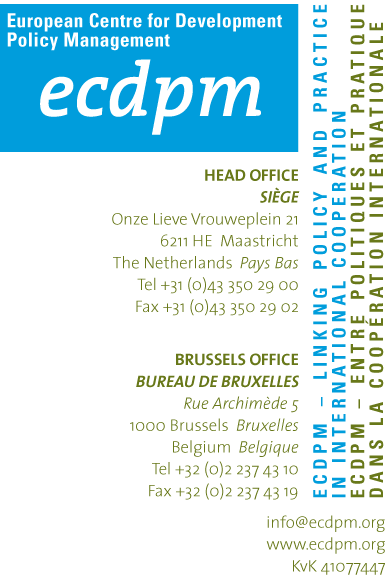 European Centre for Development
Policy Management
ecdpm
HEAD OFFICE
SIÈGE
Onze Lieve Vrouweplein 21
6211 HE Maastricht
The Netherlands Pays Bas
Tel +31 (0)43 350 29 00
Fax +31 (0)43 350 29 02
BRUSSELS OFFICE
BUREAU DE BRUXELLES
Rue Archimède 5
1000 Brussels Bruxelles
Belgium Belgique
Tel +32 (0)2 237 43 10
Fax +32 (0)2 237 43 19
info@ecdpm.org
www.ecdpm.org
KvK 41077447
ECDPM – LINKING POLICY AND PRACTICE
IN INTERNATIONAL COOPERATION
ECDPM – ENTRE POLITIQUES ET PRATIQUE
DANS LA COOPÉRATION INTERNATIONALE